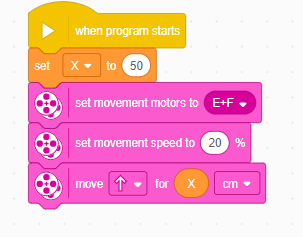 when program starts
set X to 50
set movement motors to E+F
set movement speed to 20 %
move for X cm